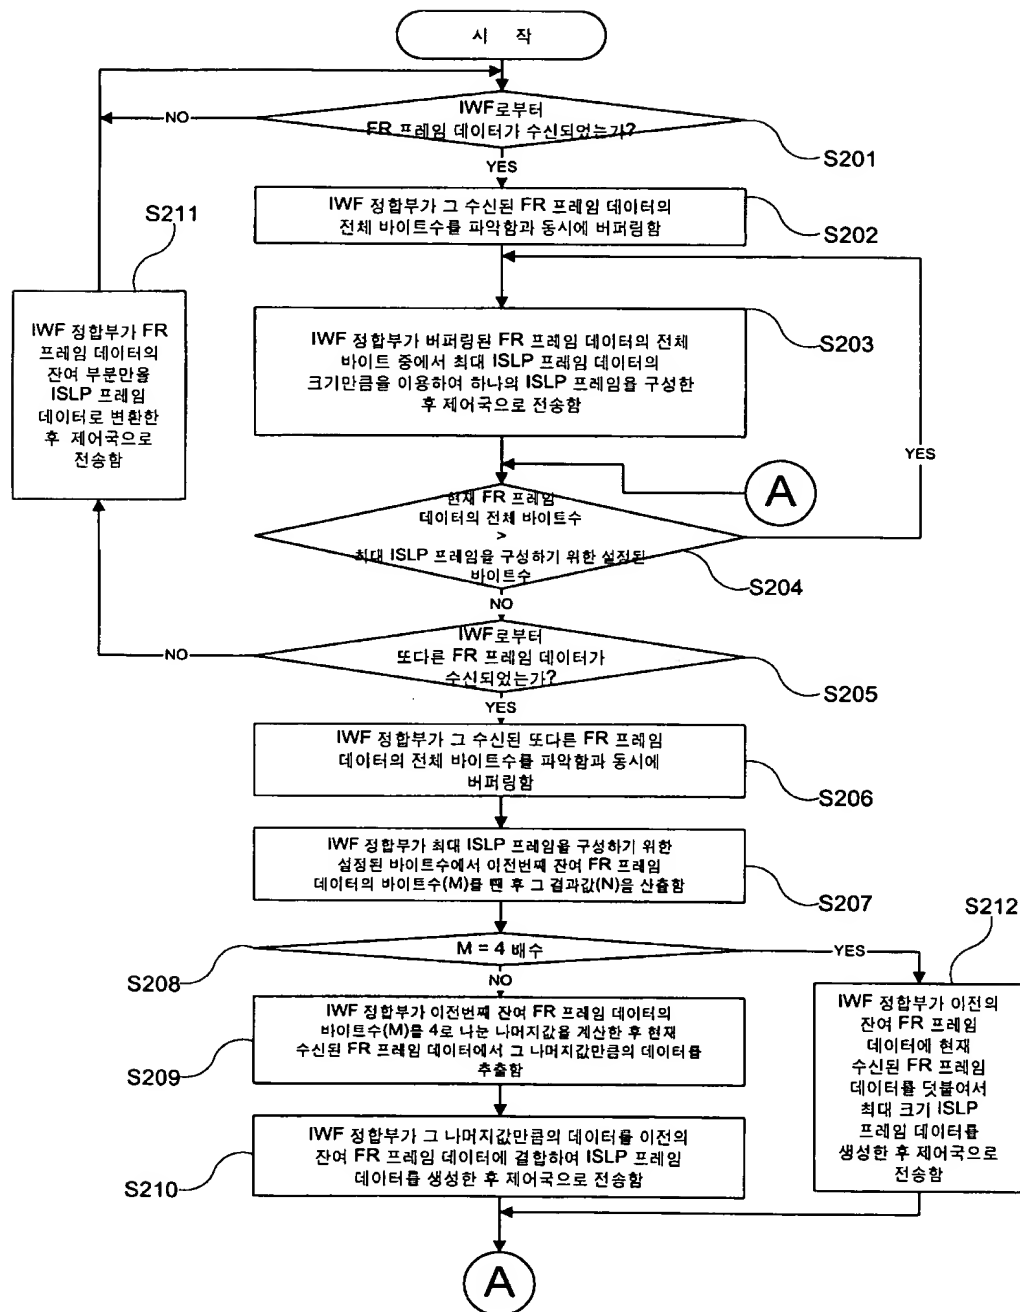 시 작
IWF로부터
FR 프레임 데이터가 수신되었는가?
NO
S201
YES
IWF 정합부가 그 수신된 FR 프레임 데이터의
전체 바이트수를 파악함과 동시에 버퍼링함
S202
S211
IWF 정합부가 FR
프레임 데이터의
잔여 부분만을
ISLP 프레임
데이터로 변환한
후 제어국으로
전송함
IWF 정합부가 버퍼링된 FR 프레임 데이터의 전체
바이트 중에서 최대 ISLP 프레임 데이터의
크기만큼을 이용하여 하나의 ISLP 프레임을 구성한
후 제어국으로 전송함
S203
YES
A
현재 FR 프레임
데이터의 전체 바이트수
>
최대 ISLP 프레임을 구성하기 위한 설정된
바이트수
S204
NO
IWF로부터
또다른 FR 프레임 데이터가
수신되었는가?
NO
S205
YES
IWF 정합부가 그 수신된 또다른 FR 프레임
데이터의 전체 바이트수를 파악함과 동시에
버퍼링함
S206
IWF 정합부가 최대 ISLP 프레임을 구성하기 위한
설정된 바이트수에서 이전번째 잔여 FR 프레임
데이터의 바이트수(M)를 뺀 후 그 결과값(N)을 산출함
S207
M = 4 배수
S208
YES
NO
S212
IWF 정합부가 이전번째 잔여 FR 프레임 데이터의
바이트수(M)를 4로 나눈 나머지값을 계산한 후 현재
수신된 FR 프레임 데이터에서 그 나머지값만큼의 데이터를
추출함
S209
IWF 정합부가 그 나머지값만큼의 데이터를 이전의
잔여 FR 프레임 데이터에 결합하여 ISLP 프레임
데이터를 생성한 후 제어국으로 전송함
S210
IWF 정합부가 이전의
잔여 FR 프레임
데이터에 현재
수신된 FR 프레임
데이터를 덧붙여서
최대 크기 ISLP
프레임 데이터를
생성한 후 제어국으로
전송함
A